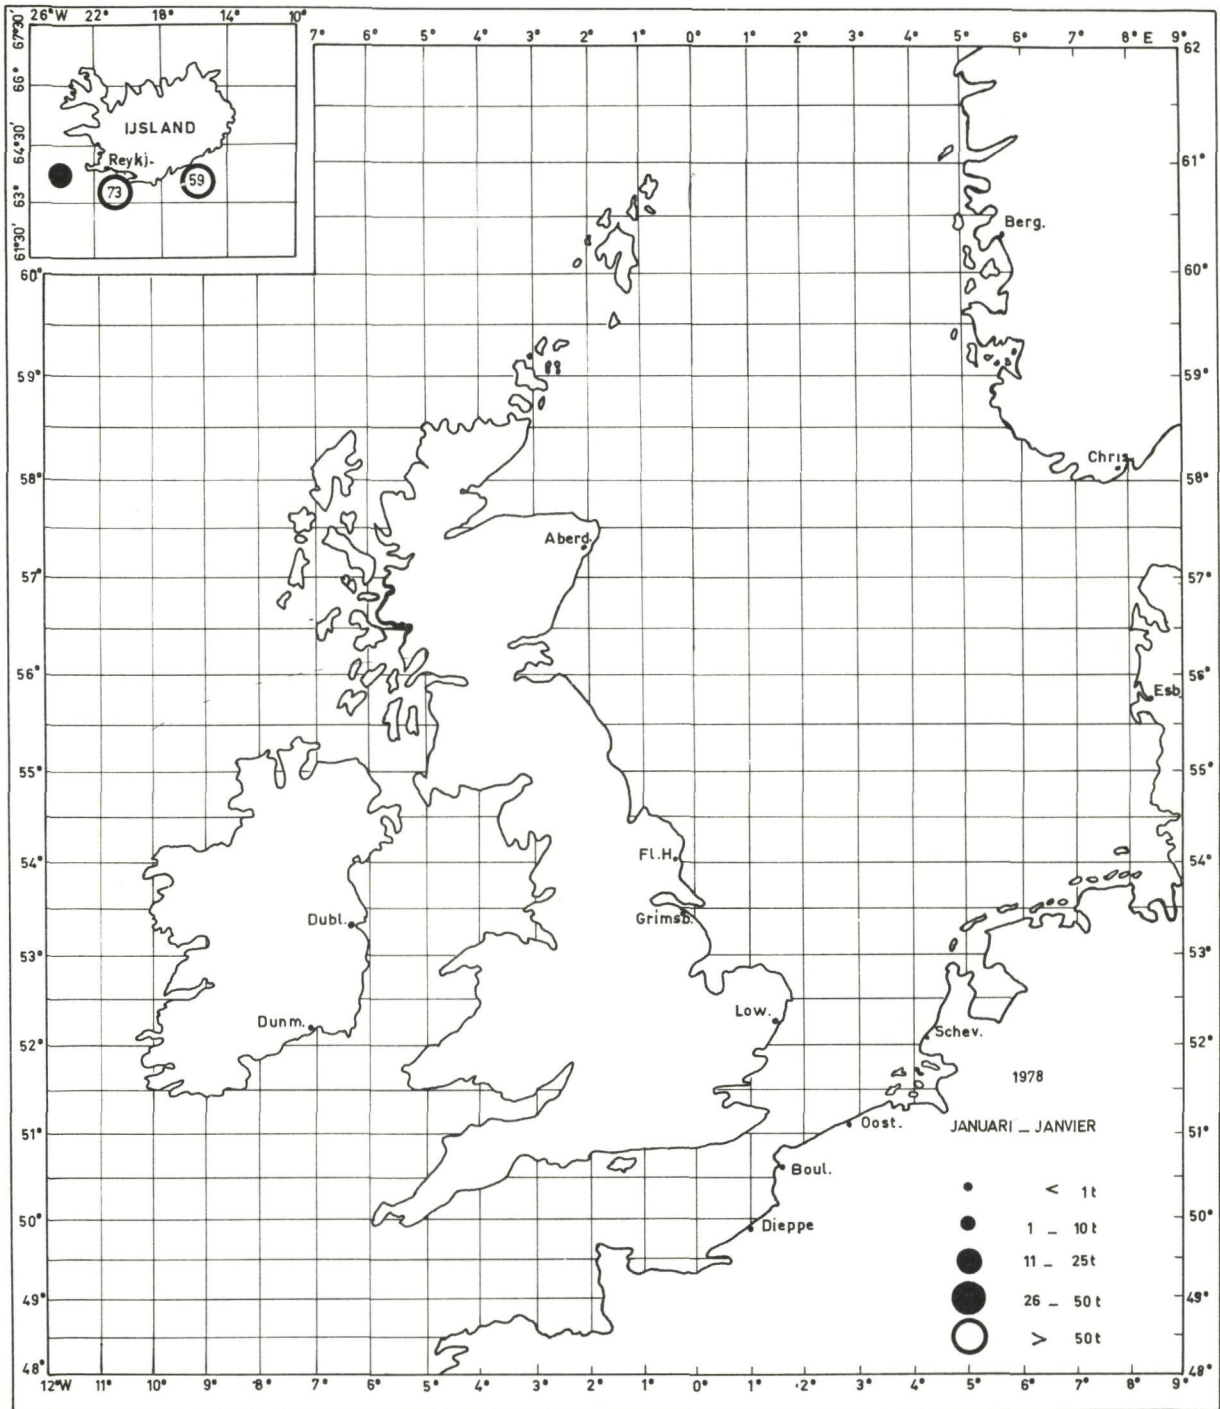 26°W 22° 18° 14° 10°
67°30' 66° 64°30' 63° 61°30'
IJSLAND
Reykj.
73
59
7° 6° 5° 4° 3° 2° 1° 0° 1° 2° 3° 4° 5° 6° 7° 8° E 9°
62
61°
60°
59°
58°
57°
56°
55°
54°
53°
52°
51°
50°
49°
48°
60°
59°
58°
57°
56°
55°
54°
53°
52°
51°
50°
49°
48°
Berg.
Chris
Aberd.
Esb
Fl.H.
Grimsb.
Dubl.
Dunm.
Low.
Schev.
Oost.
Boul.
Dieppe
1978
JANUARI _ JANVIER
< 1t
1 _ 10t
11 _ 25t
26 _ 50t
> 50t
12°W 11° 10° 9° 8° 7° 6° 5° 4° 3° 2° 1° 0° 1° 2° 3° 4° 5° 6° 7° 8° 9°